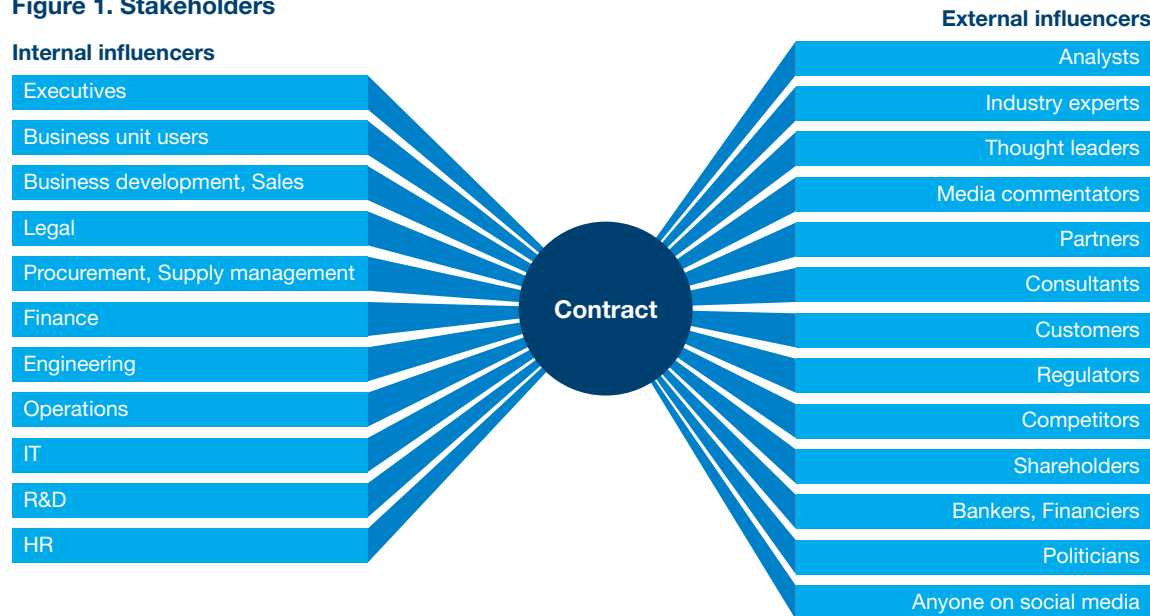 Figure 1. Stakeholders
Internal influencers
Executives
Business unit users
Business development, Sales
Legal
Procurement, Supply management
Finance
Engineering
Operations
IT
R&D
HR
Contract
External influencers
Analysts
Industry experts
Thought leaders
Media commentators
Partners
Consultants
Customers
Regulators
Competitors
Shareholders
Bankers, Financiers
Politicians
Anyone on social media